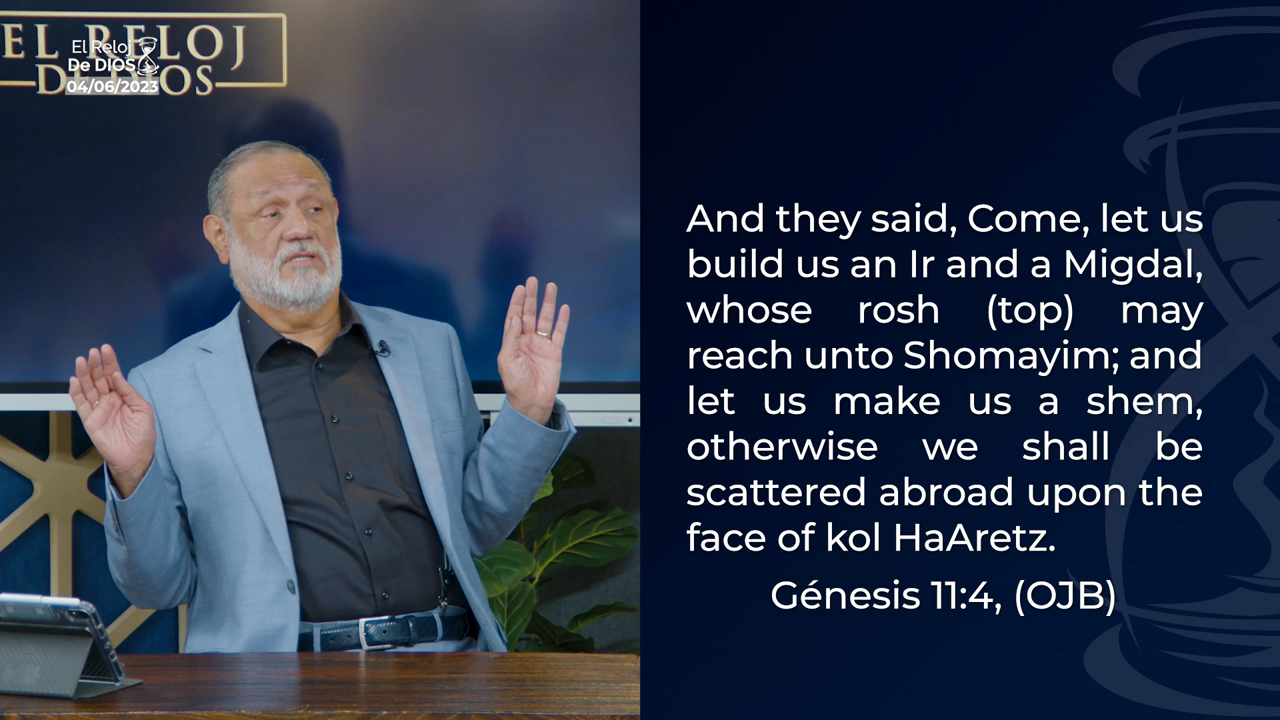 EL RELOJ
DE DIOS
El Reloj
De DIOS
04/06/2023
And they said, Come, let us
build us an Ir and a Migdal,
whose rosh (top) may
reach unto Shomayim; and
let us make us a shem,
otherwise we shall be
scattered abroad upon the
face of kol HaAretz.
Génesis 11:4, (OJB)